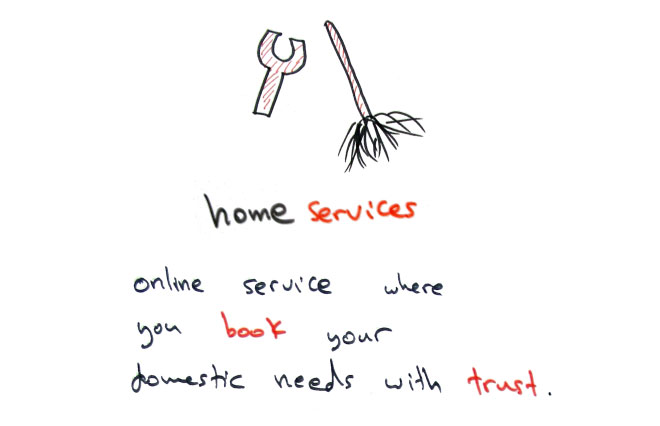 home services
online service where
you book your
domestic needs with trust.